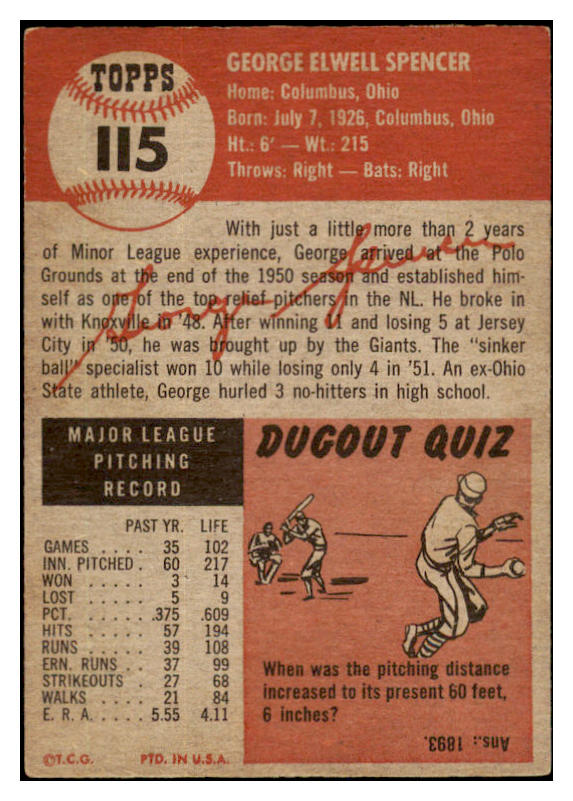 TOPPS
115
GEORGE ELWELL SPENCER
Home: Columbus, Ohio
Born: July 7, 1926, Columbus, Ohio
Ht.: 6' — Wt.: 215
Throws: Right — Bats: Right
With just a little more than 2 years
of Minor League experience, George arrived at the Polo
Grounds at the end of the 1950 season and established him-
self as one of the top relief pitchers in the NL. He broke in
with Knoxville in '48. After winning 11 and losing 5 at Jersey
City in '50, he was brought up by the Giants. The "sinker
ball" specialist won 10 while losing only 4 in '51. An ex-Ohio
State athlete, George hurled 3 no-hitters in high school.
George Spencer
MAJOR LEAGUE
PITCHING
RECORD
PAST YR. LIFE
GAMES . . . . 35 102
INN. PITCHED . 60 217
WON . . . . . 3 14
LOST . . . . . 5 9
PCT. . . . . . .375 .609
HITS . . . . . 57 194
RUNS . . . . . 39 108
ERN. RUNS . . 37 99
STRIKEOUTS . . 27 68
WALKS . . . . 21 84
E. R. A. . . . . 5.55 4.11
©T.C.G. PTD. IN U.S.A.
DUGOUT QUIZ
When was the pitching distance
increased to its present 60 feet,
6 inches?
Ans.: 1893.